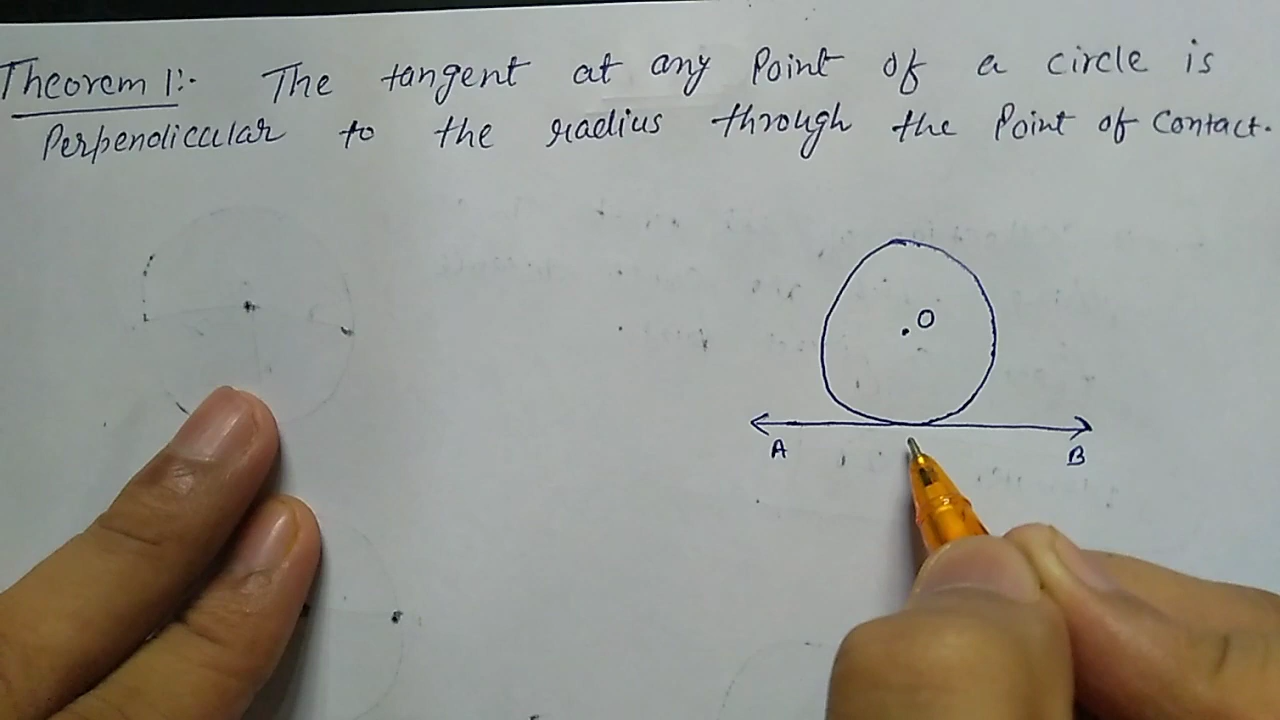 Theorem 1:- The tangent at any Point of a circle is
Perpendicular to the radius through the Point of Contact.
O
A B